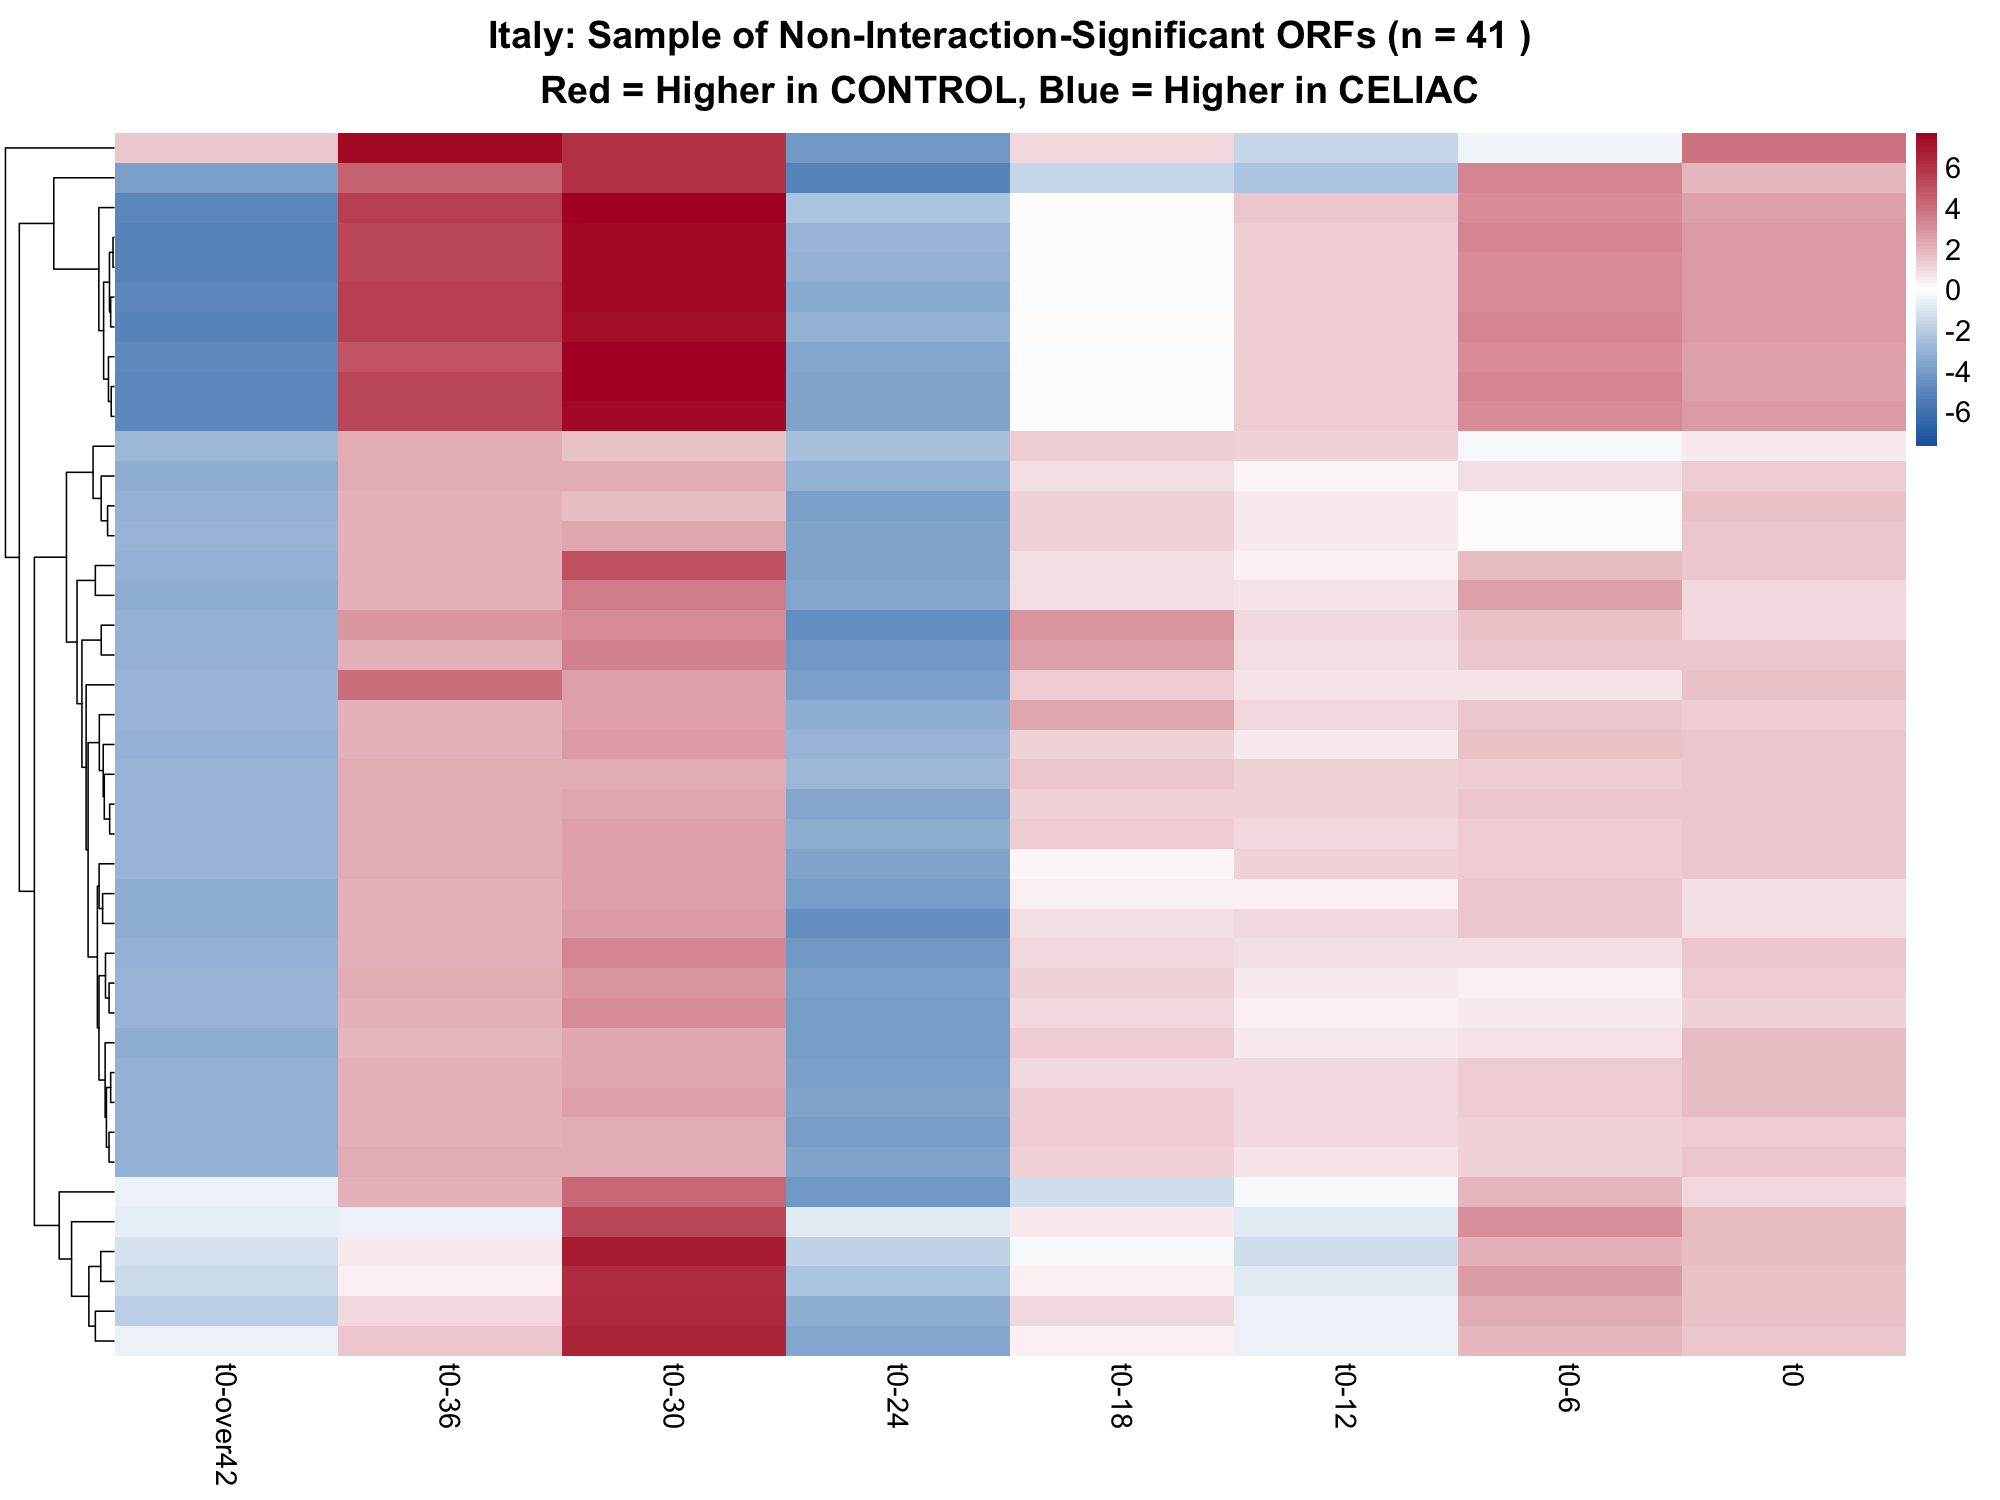 Italy: Sample of Non-Interaction-Significant ORFs (n = 41 )
Red = Higher in CONTROL, Blue = Higher in CELIAC
6
4
2
0
-2
-4
-6
t0-over42
t0-36
t0-30
t0-24
t0-18
t0-12
t0-6
t0